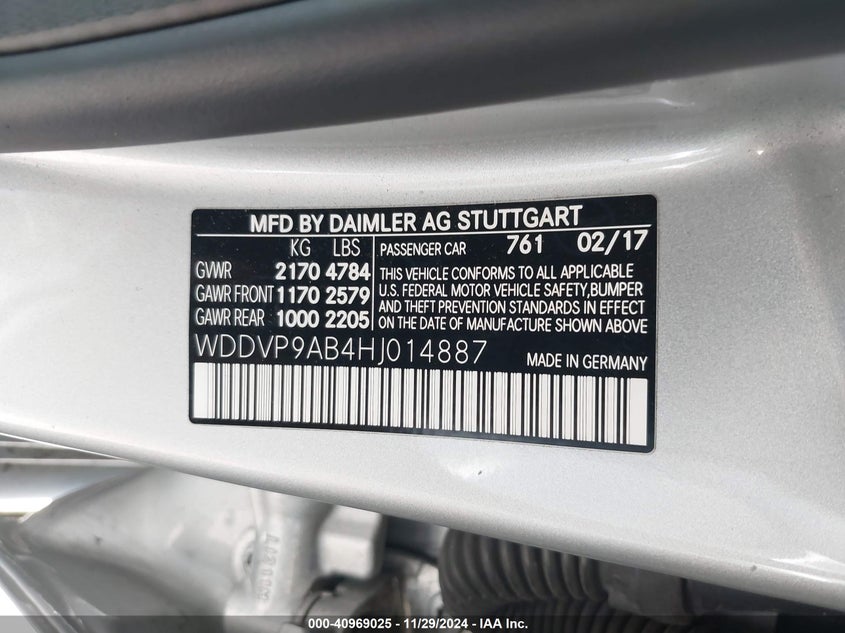 MFD BY DAIMLER AG STUTTGART
KG LBS
GVWR 2170 4784
GAWR FRONT 1170 2579
GAWR REAR 1000 2205
PASSENGER CAR 761 02/17
THIS VEHICLE CONFORMS TO ALL APPLICABLE
U.S. FEDERAL MOTOR VEHICLE SAFETY,BUMPER
AND THEFT PREVENTION STANDARDS IN EFFECT
ON THE DATE OF MANUFACTURE SHOWN ABOVE
WDDVP9AB4HJ014887
MADE IN GERMANY
000-40969025 - 11/29/2024 - IAA Inc.